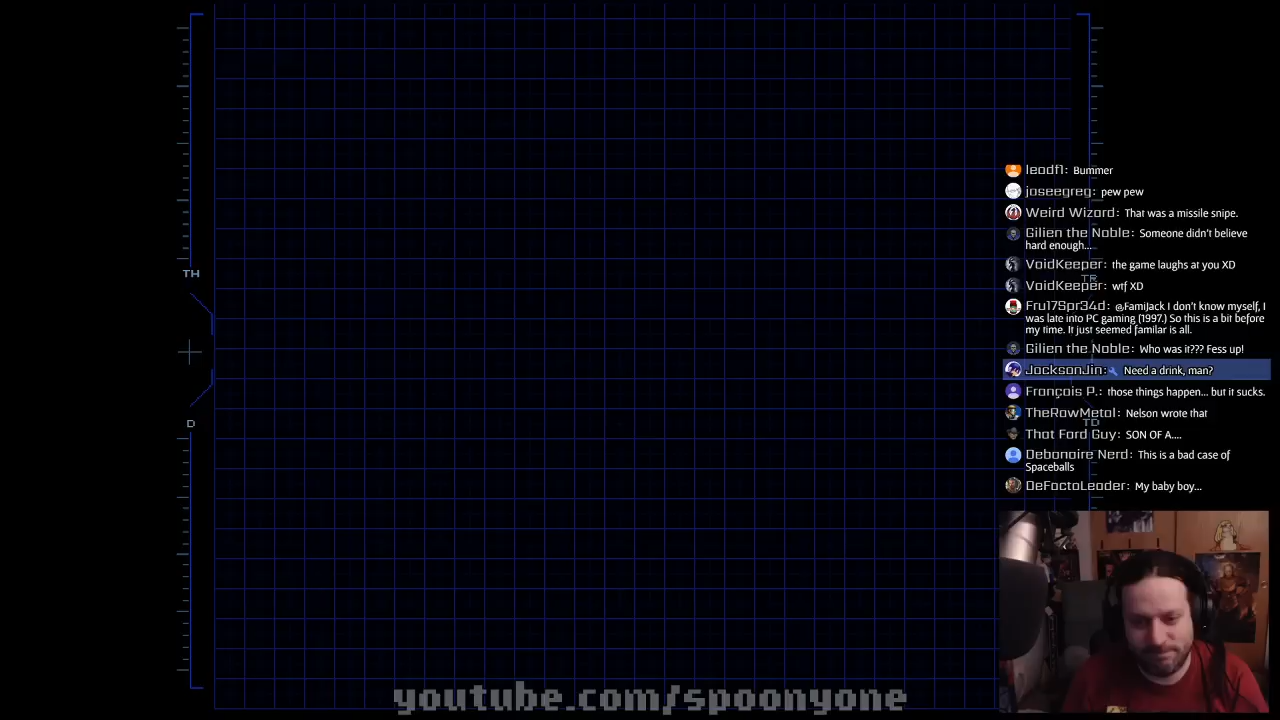 leodf1: Bummer
joseegreg: pew pew
Weird Wizard: That was a missile snipe.
Gilien the Noble: Someone didn't believe
hard enough...
VoidKeeper: the game laughs at you XD
TH
TR
VoidKeeper: wtf XD
Fru17Spr34d: @FamiJack I don't know myself, I
was late into PC gaming (1997.) So this is a bit before
my time. It just seemed familar is all.
Gilien the Noble: Who was it??? Fess up!
JacksonJin: Need a drink, man?
François P.: those things happen... but it sucks.
TheRawMetal: Nelson wrote that
D
TD
That Ford Guy: SON OF A....
Debonaire Nerd: This is a bad case of
Spaceballs
DeFactoLeader: My baby boy...
youtube.com/spoonyone